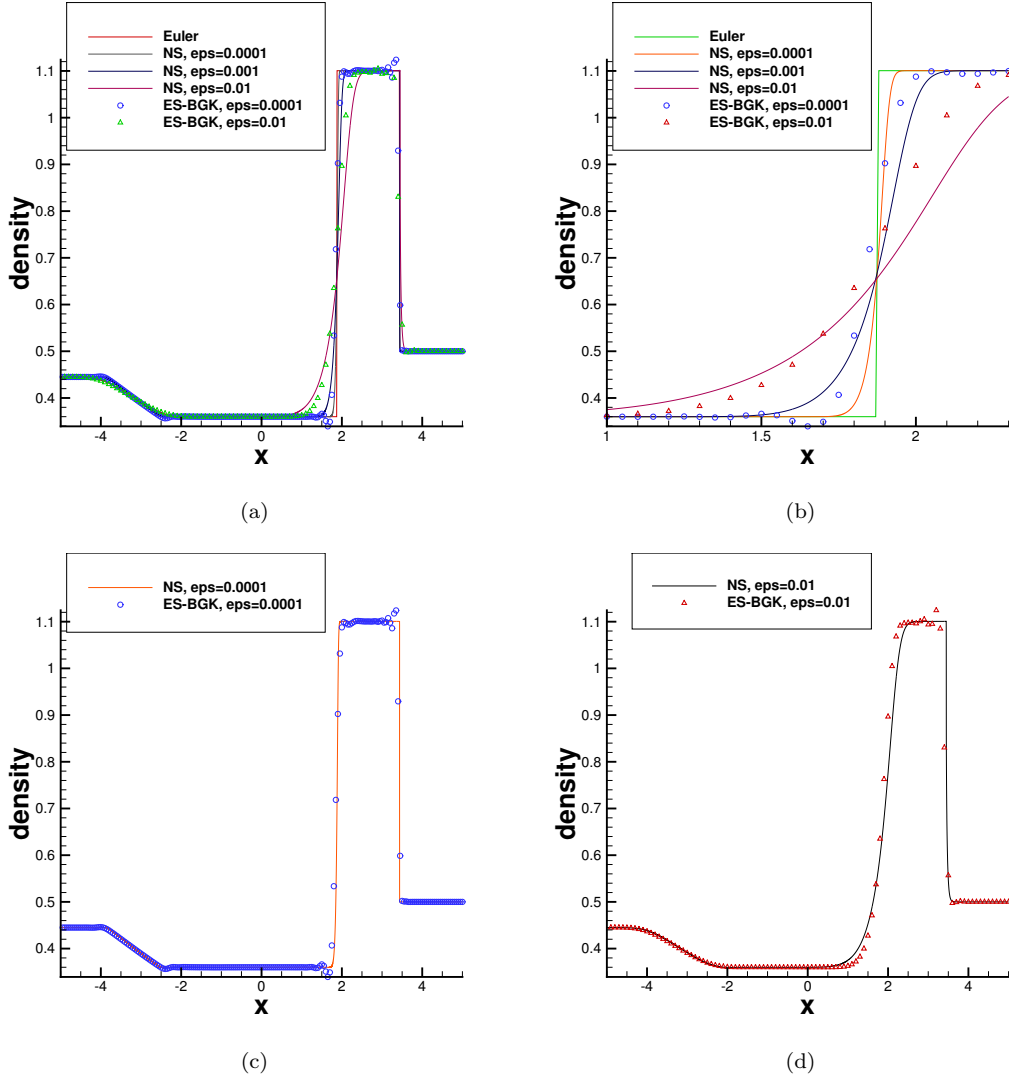 Euler
NS, eps=0.0001
NS, eps=0.001
NS, eps=0.01
ES-BGK, eps=0.0001
ES-BGK, eps=0.01
density
1.1
1
0.9
0.8
0.7
0.6
0.5
0.4
-4
-2
0
2
4
x
(a)
Euler
NS, eps=0.0001
NS, eps=0.001
NS, eps=0.01
ES-BGK, eps=0.0001
ES-BGK, eps=0.01
density
1.1
1
0.9
0.8
0.7
0.6
0.5
0.4
1
1.5
2
x
(b)
NS, eps=0.0001
ES-BGK, eps=0.0001
density
1.1
1
0.9
0.8
0.7
0.6
0.5
0.4
-4
-2
0
2
4
x
(c)
NS, eps=0.01
ES-BGK, eps=0.01
density
1.1
1
0.9
0.8
0.7
0.6
0.5
0.4
-4
-2
0
2
4
x
(d)